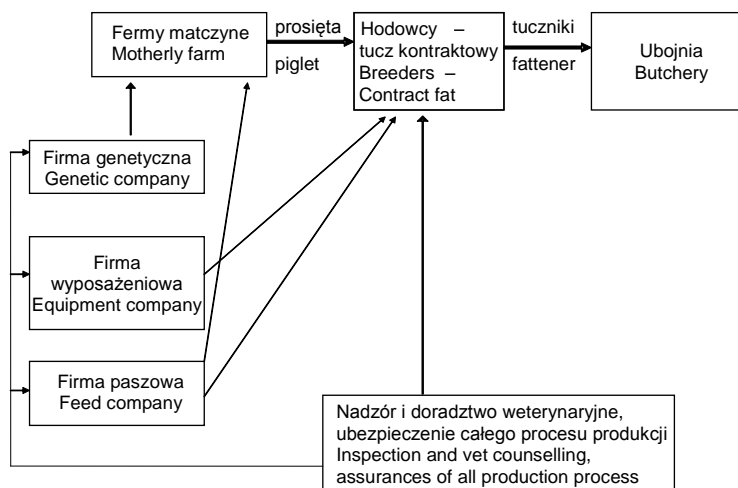 Fermy matczyne
Motherly farm
prosięta
piglet
Hodowcy –
tucz kontraktowy
Breeders –
Contract fat
tuczniki
fattener
Ubojnia
Butchery
Firma genetyczna
Genetic company
Firma
wyposażeniowa
Equipment company
Firma paszowa
Feed company
Nadzór i doradztwo weterynaryjne,
ubezpieczenie całego procesu produkcji
Inspection and vet counselling,
assurances of all production process